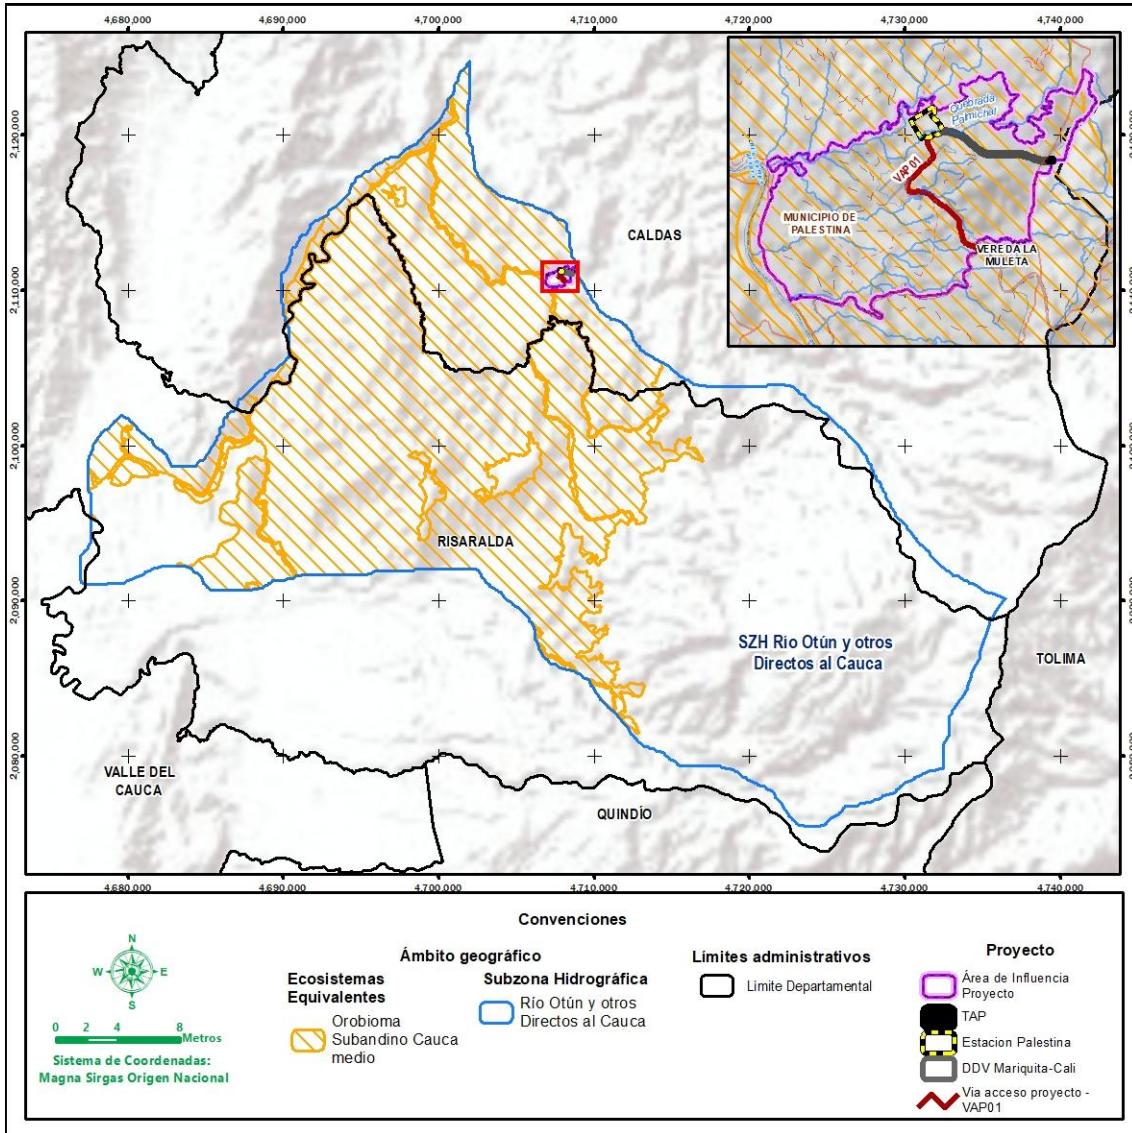 4,680,000 4,690,000 4,700,000 4,710,000 4,720,000 4,730,000 4,740,000
2,120,000
2,110,000
2,100,000
2,090,000
2,080,000
Quebrada
Palmichal
VAP01
MUNICIPIO DE
PALESTINA
VEREDA LA
MULETA
CALDAS
RISARALDA
SZH Río Otún y otros
Directos al Cauca
TOLIMA
VALLE DEL
CAUCA
QUINDÍO
4,680,000 4,690,000 4,700,000 4,710,000 4,720,000 4,730,000 4,740,000
Convenciones
N
W E
S
0 2 4 8
Metros
Sistema de Coordenadas:
Magna Sirgas Origen Nacional
Ámbito geográfico
Ecosistemas
Equivalentes
Orobioma
Subandino Cauca
medio
Subzona Hidrográfica
Río Otún y otros
Directos al Cauca
Límites administrativos
Limite Departamental
Proyecto
Área de Influencia
Proyecto
TAP
Estacion Palestina
DDV Mariquita-Cali
Via acceso proyecto -
VAP01